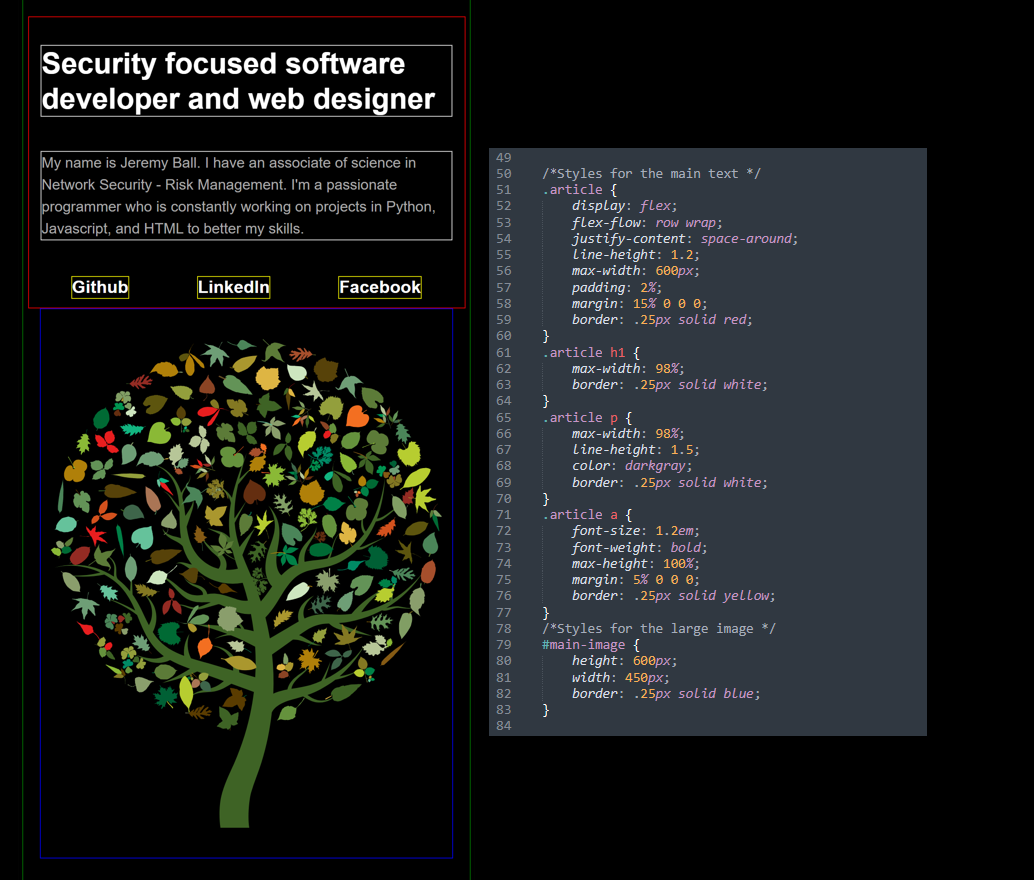 Security focused software
developer and web designer
My name is Jeremy Ball. I have an associate of science in
Network Security - Risk Management. I'm a passionate
programmer who is constantly working on projects in Python,
Javascript, and HTML to better my skills.
Github LinkedIn Facebook
49
50 /*Styles for the main text */
51 .article {
52 display: flex;
53 flex-flow: row wrap;
54 justify-content: space-around;
55 line-height: 1.2;
56 max-width: 600px;
57 padding: 2%;
58 margin: 15% 0 0 0;
59 border: .25px solid red;
60 }
61 .article h1 {
62 max-width: 98%;
63 border: .25px solid white;
64 }
65 .article p {
66 max-width: 98%;
67 line-height: 1.5;
68 color: darkgray;
69 border: .25px solid white;
70 }
71 .article a {
72 font-size: 1.2em;
73 font-weight: bold;
74 max-height: 100%;
75 margin: 5% 0 0 0;
76 border: .25px solid yellow;
77 }
78 /*Styles for the large image */
79 #main-image {
80 height: 600px;
81 width: 450px;
82 border: .25px solid blue;
83 }
84